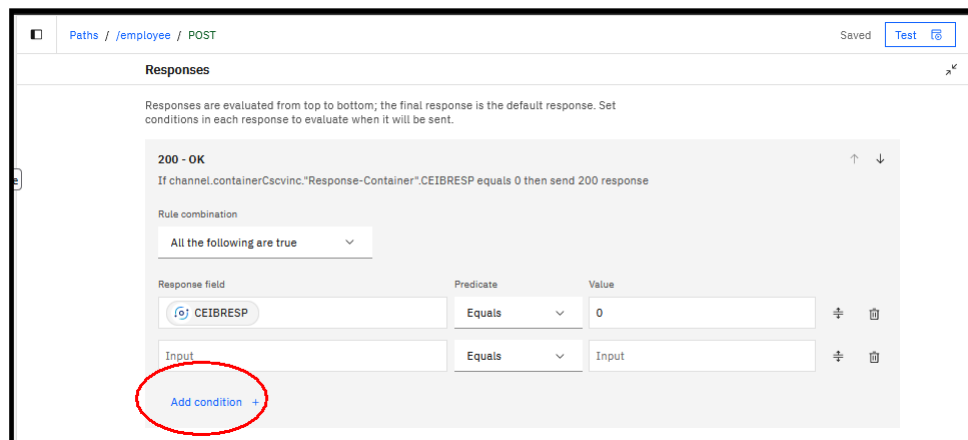 Paths / /employee / POST
Saved
Test
Responses
Responses are evaluated from top to bottom; the final response is the default response. Set
conditions in each response to evaluate when it will be sent.
200 - OK
If channel.containerCscvinc."Response-Container".CEIBRESP equals 0 then send 200 response
Rule combination
All the following are true
Response field Predicate Value
CEIBRESP Equals 0
Input Equals Input
Add condition +